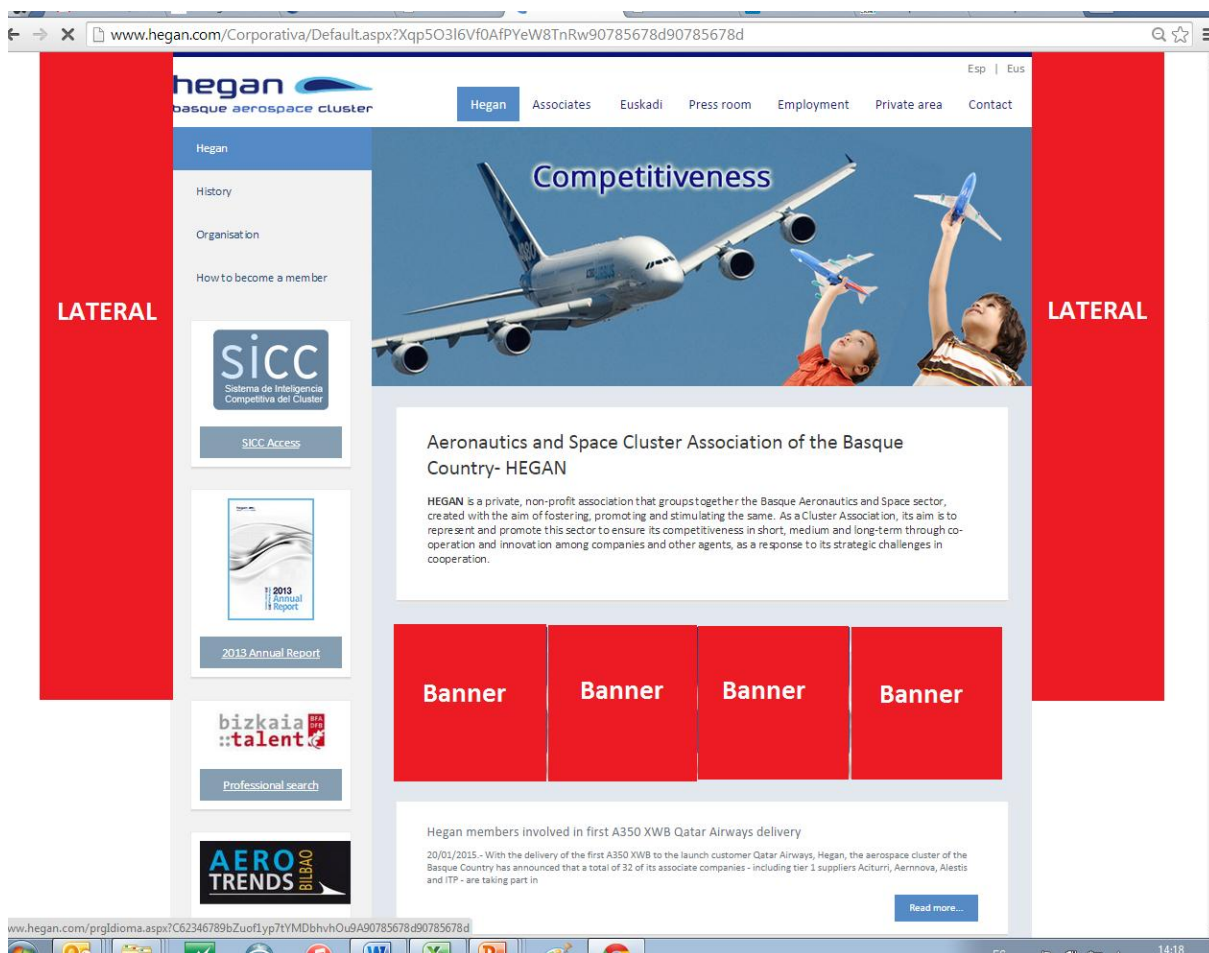 www.hegan.com/Corporativa/Default.aspx?Xqp5O3l6Vf0AfPYeW8TnRw90785678d90785678d
Esp | Eus
hegan
basque aerospace cluster
Hegan Associates Euskadi Press room Employment Private area Contact
Hegan
History
Organisation
How to become a member
Competitiveness
LATERAL
LATERAL
sicc
Sistema de Inteligencia
Competitiva del Cluster
SICC Access
Aeronautics and Space Cluster Association of the Basque
Country- HEGAN
HEGAN is a private, non-profit association that groups together the Basque Aeronautics and Space sector,
created with the aim of fostering, promoting and stimulating the same. As a Cluster Association, its aim is to
represent and promote this sector to ensure its competitiveness in short, medium and long-term through co-
operation and innovation among companies and other agents, as a response to its strategic challenges in
cooperation.
2013
Annual
Report
2013 Annual Report
Banner Banner Banner Banner
bizkaia
::talent
BFA
DFB
Professional search
AERO
TRENDS
BILBAO
Hegan members involved in first A350 XWB Qatar Airways delivery
20/01/2015.- With the delivery of the first A350 XWB to the launch customer Qatar Airways, Hegan, the aerospace cluster of the
Basque Country has announced that a total of 32 of its associate companies - including tier 1 suppliers Aciturri, Aernnova, Alestis
and ITP - are taking part in
Read more...
14:18